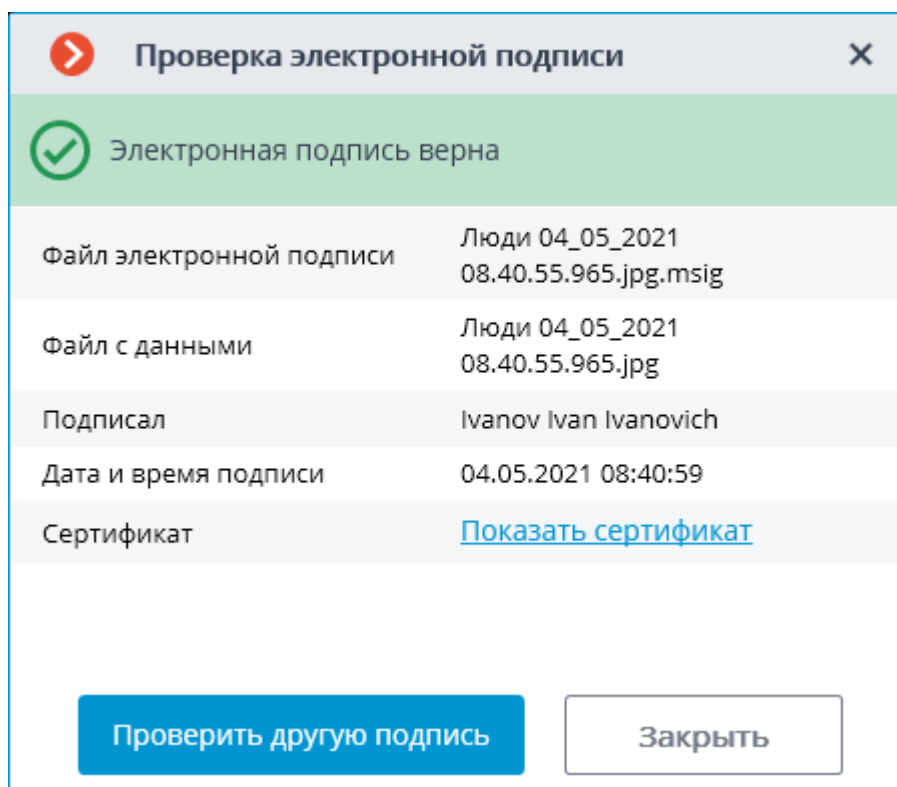 Проверка электронной подписи
Электронная подпись верна
Файл электронной подписи
Люди 04_05_2021
08.40.55.965.jpg.msig
Файл с данными
Люди 04_05_2021
08.40.55.965.jpg
Подписал
Ivanov Ivan Ivanovich
Дата и время подписи
04.05.2021 08:40:59
Сертификат
Показать сертификат
Проверить другую подпись
Закрыть